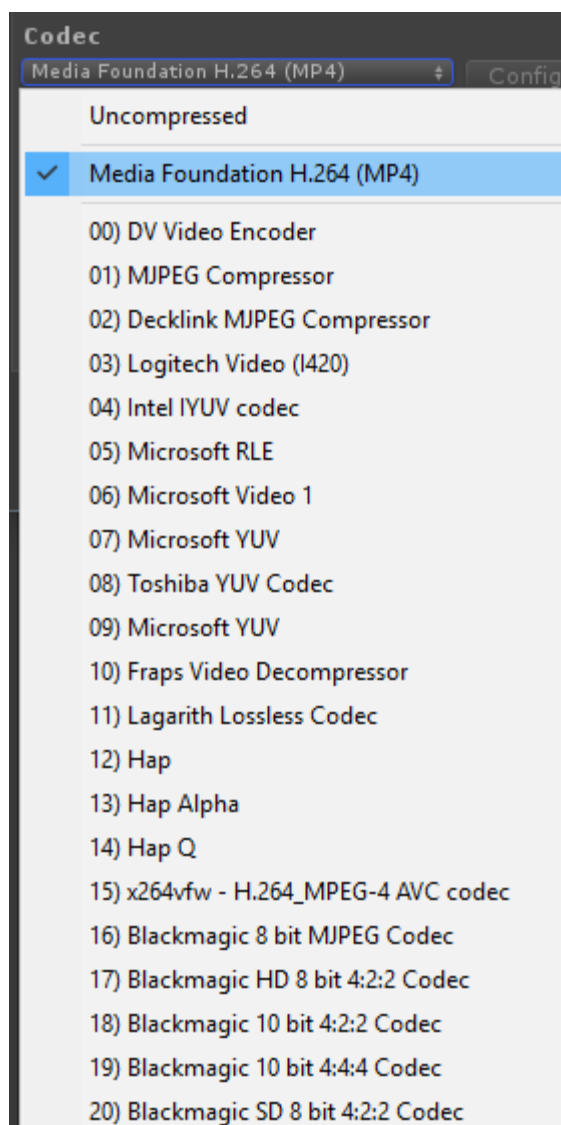 Codec
Media Foundation H.264 (MP4)
Config
Uncompressed
Media Foundation H.264 (MP4)
00) DV Video Encoder
01) MJPEG Compressor
02) Decklink MJPEG Compressor
03) Logitech Video (I420)
04) Intel IYUV codec
05) Microsoft RLE
06) Microsoft Video 1
07) Microsoft YUV
08) Toshiba YUV Codec
09) Microsoft YUV
10) Fraps Video Decompressor
11) Lagarith Lossless Codec
12) Hap
13) Hap Alpha
14) Hap Q
15) x264vfw - H.264_MPEG-4 AVC codec
16) Blackmagic 8 bit MJPEG Codec
17) Blackmagic HD 8 bit 4:2:2 Codec
18) Blackmagic 10 bit 4:2:2 Codec
19) Blackmagic 10 bit 4:4:4 Codec
20) Blackmagic SD 8 bit 4:2:2 Codec